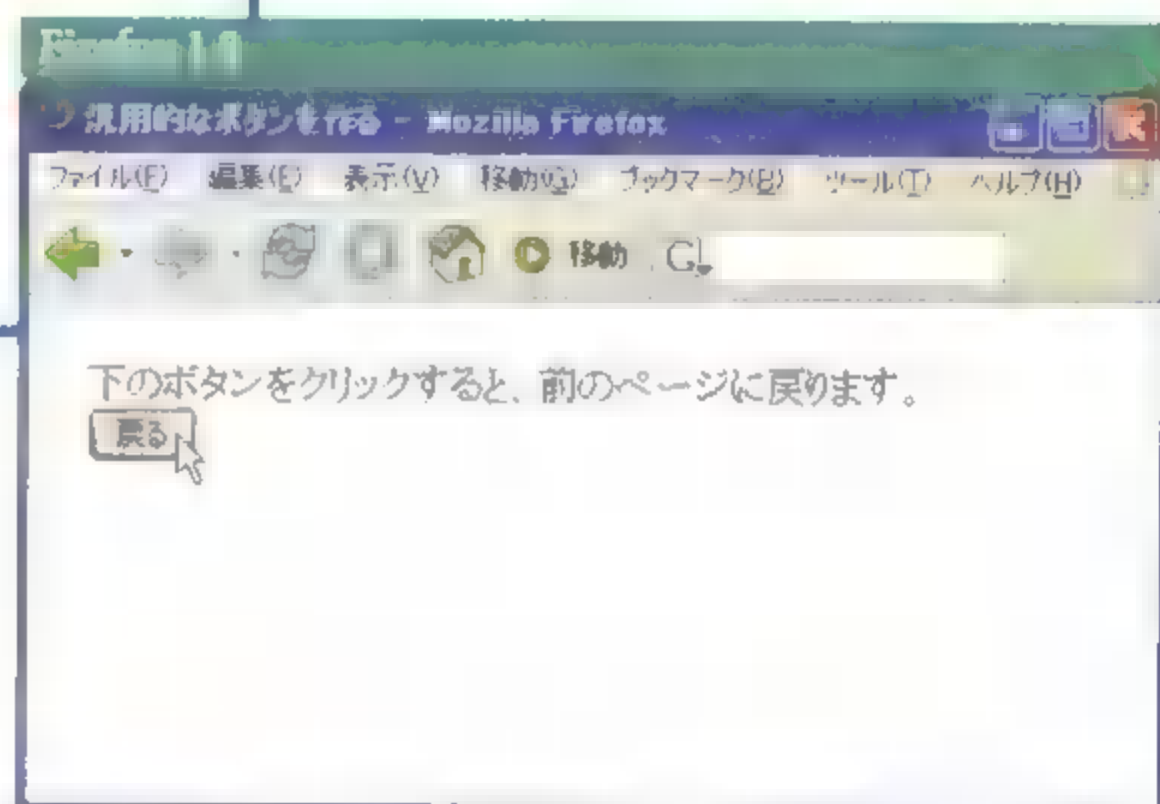 Firefox 1.0
汎用的なボタンを作る - Mozilla Firefox
ファイル(F) 編集(E) 表示(V) 移動(G) ブックマーク(B) ツール(T) ヘルプ(H)
移動 G
下のボタンをクリックすると、前のページに戻ります。
戻る